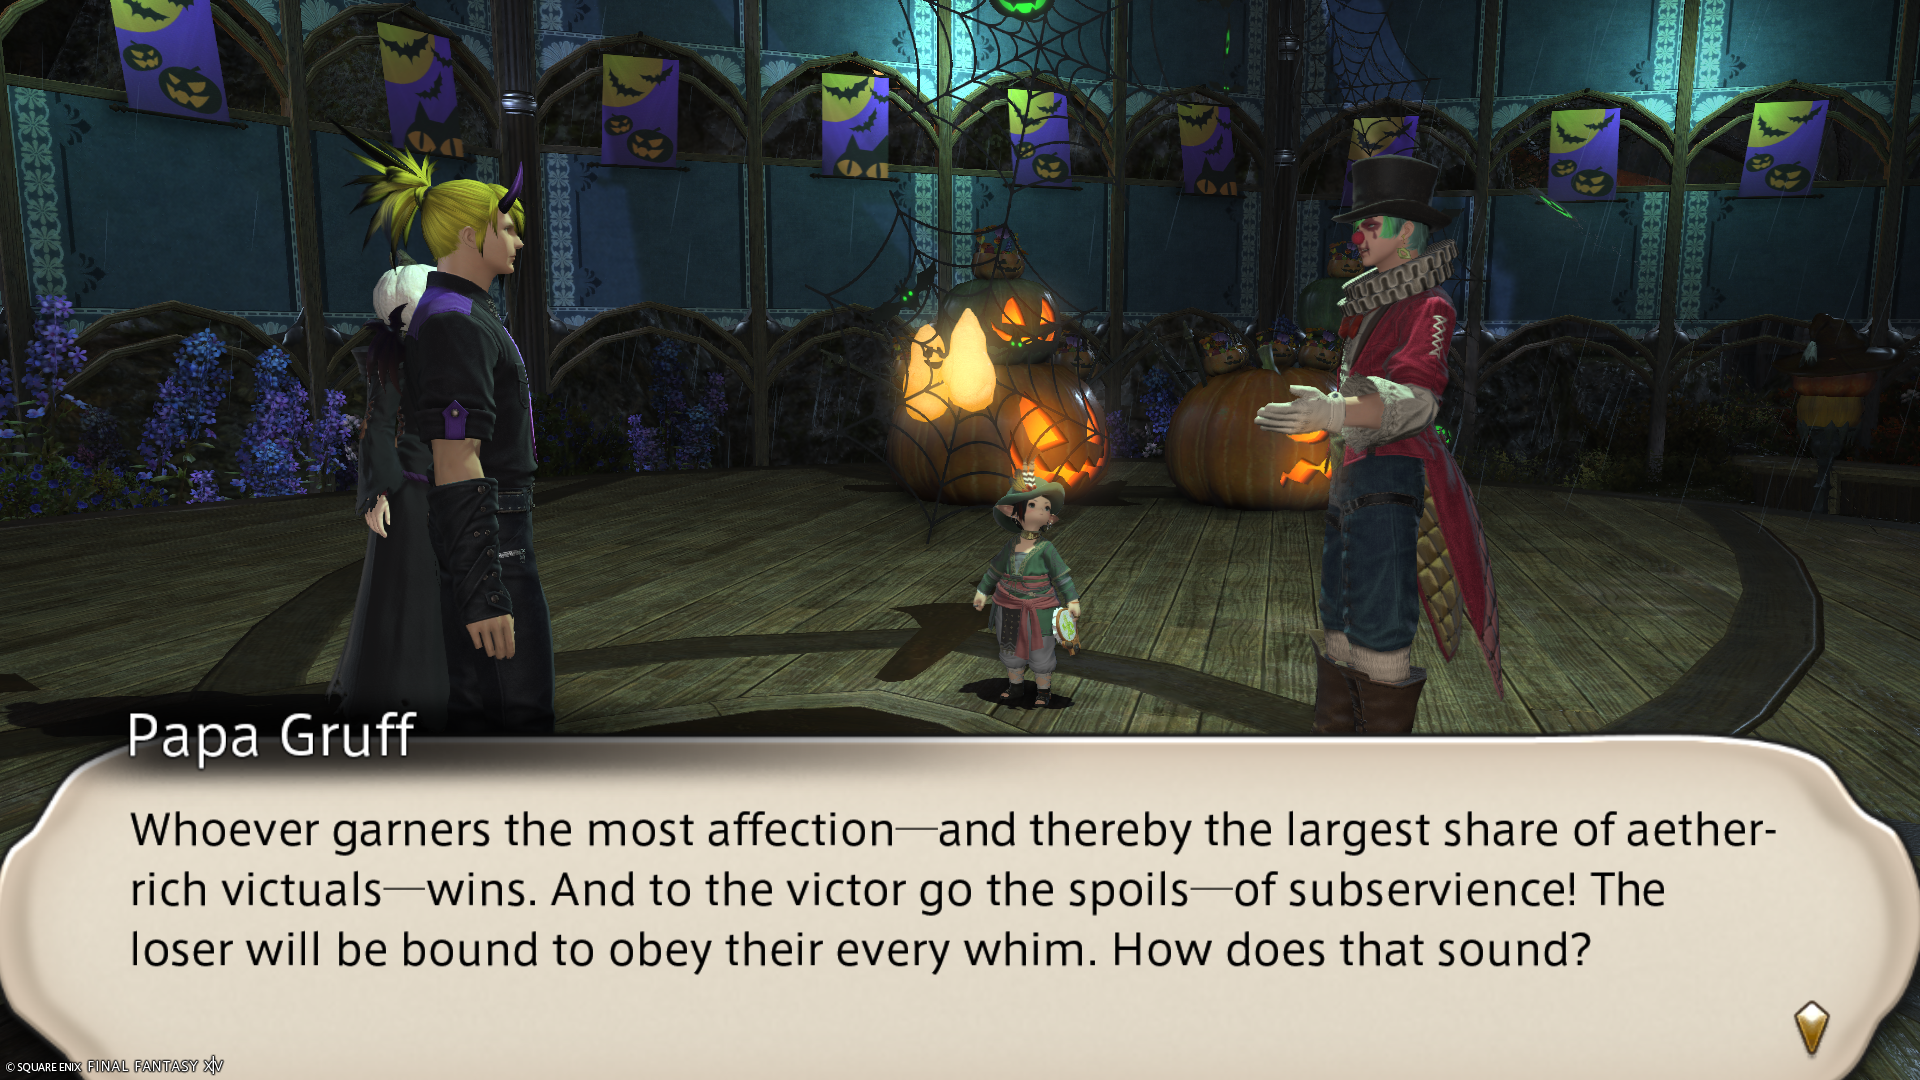 Papa Gruff
Whoever garners the most affection—and thereby the largest share of aether-
rich victuals—wins. And to the victor go the spoils—of subservience! The
loser will be bound to obey their every whim. How does that sound?
© SQUARE ENIX FINAL FANTASY XIV